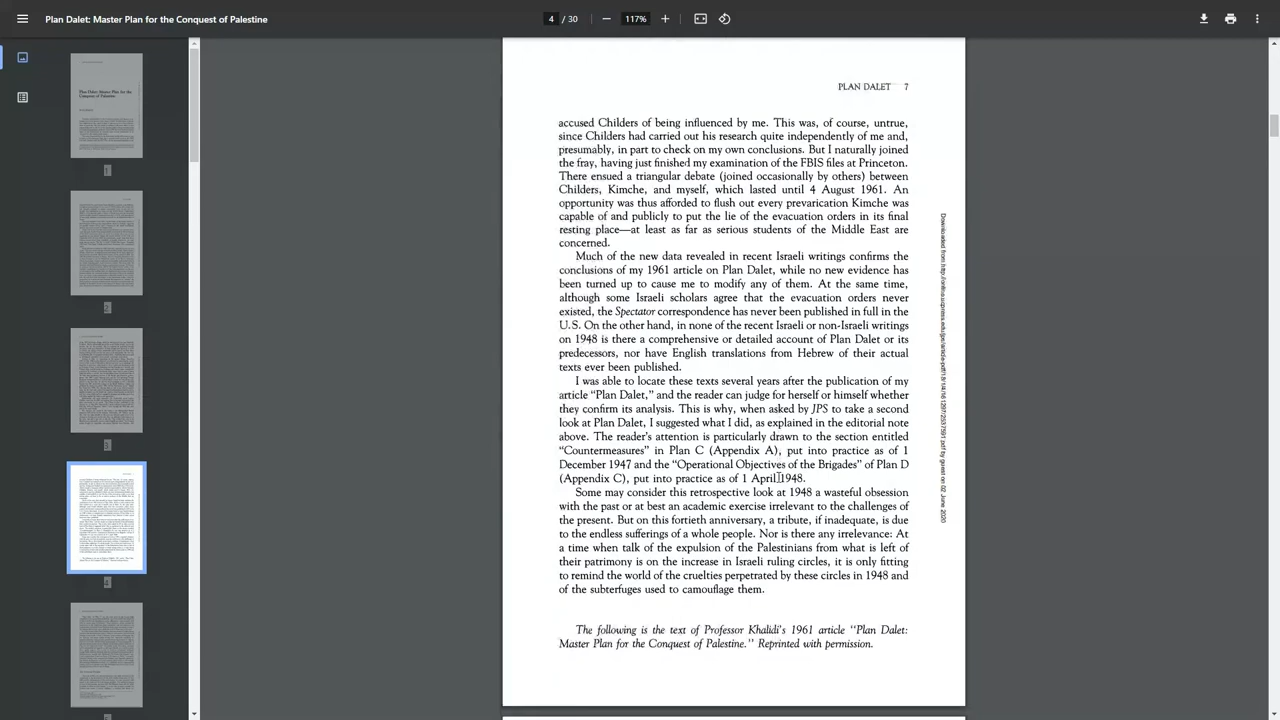 Plan Dalet: Master Plan for the Conquest of Palestine
4 / 30
117%
PLAN DALET 7
accused Childers of being influenced by me. This was, of course, untrue,
since Childers had carried out his research quite independently of me and,
presumably, in part to check on my own conclusions. But I naturally joined
the fray, having just finished my examination of the FBIS files at Princeton.
There ensued a triangular debate (joined occasionally by others) between
Childers, Kimche, and myself, which lasted until 4 August 1961. An
opportunity was thus afforded to flush out every prevarication Kimche was
capable of and publicly to put the lie of the evacuation orders in its final
resting place—at least as far as serious students of the Middle East are
concerned.
Much of the new data revealed in recent Israeli writings confirms the
conclusions of my 1961 article on Plan Dalet, while no new evidence has
been turned up to cause me to modify any of them. At the same time,
although some Israeli scholars agree that the evacuation orders never
existed, the Spectator correspondence has never been published in full in the
U.S. On the other hand, in none of the recent Israeli or non-Israeli writings
on 1948 is there a comprehensive or detailed account of Plan Dalet or its
predecessors, nor have English translations from Hebrew of their actual
texts ever been published.
I was able to locate these texts several years after the publication of my
article “Plan Dalet,” and the reader can judge for herself or himself whether
they confirm its analysis. This is why, when asked by JPS to take a second
look at Plan Dalet, I suggested what I did, as explained in the editorial note
above. The reader’s attention is particularly drawn to the section entitled
“Countermeasures” in Plan C (Appendix A), put into practice as of 1
December 1947 and the “Operational Objectives of the Brigades” of Plan D
(Appendix C), put into practice as of 1 April 1948.
Some may consider this retrospective look at 1948 a wasteful obsession
with the past or at best an academic exercise irrelevant to the challenges of
the present. But on this fortieth anniversary, a tribute, if inadequate, is due
to the endless sufferings of a whole people. Nor is there any irrelevance: At
a time when talk of the expulsion of the Palestinians from what is left of
their patrimony is on the increase in Israeli ruling circles, it is only fitting
to remind the world of the cruelties perpetrated by these circles in 1948 and
of the subterfuges used to camouflage them.
The following is the text of Professor Khalidi’s 1961 article “Plan Dalet:
Master Plan for the Conquest of Palestine.” Reprinted with permission.
Downloaded from by guest on 02 June 2020
1
2
3
4